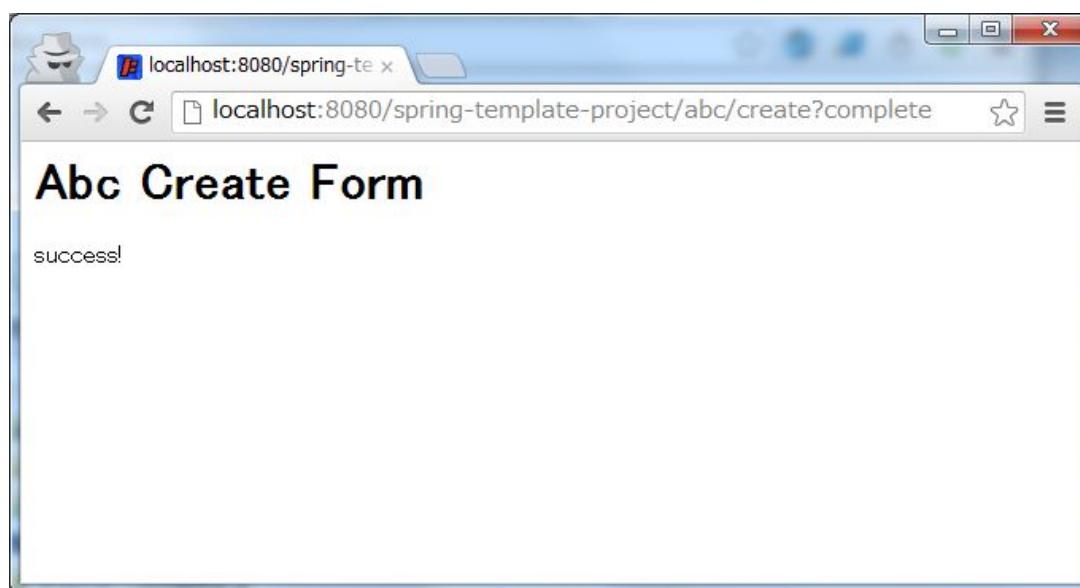 localhost:8080/spring-te
localhost:8080/spring-template-project/abc/create?complete
Abc Create Form
success!